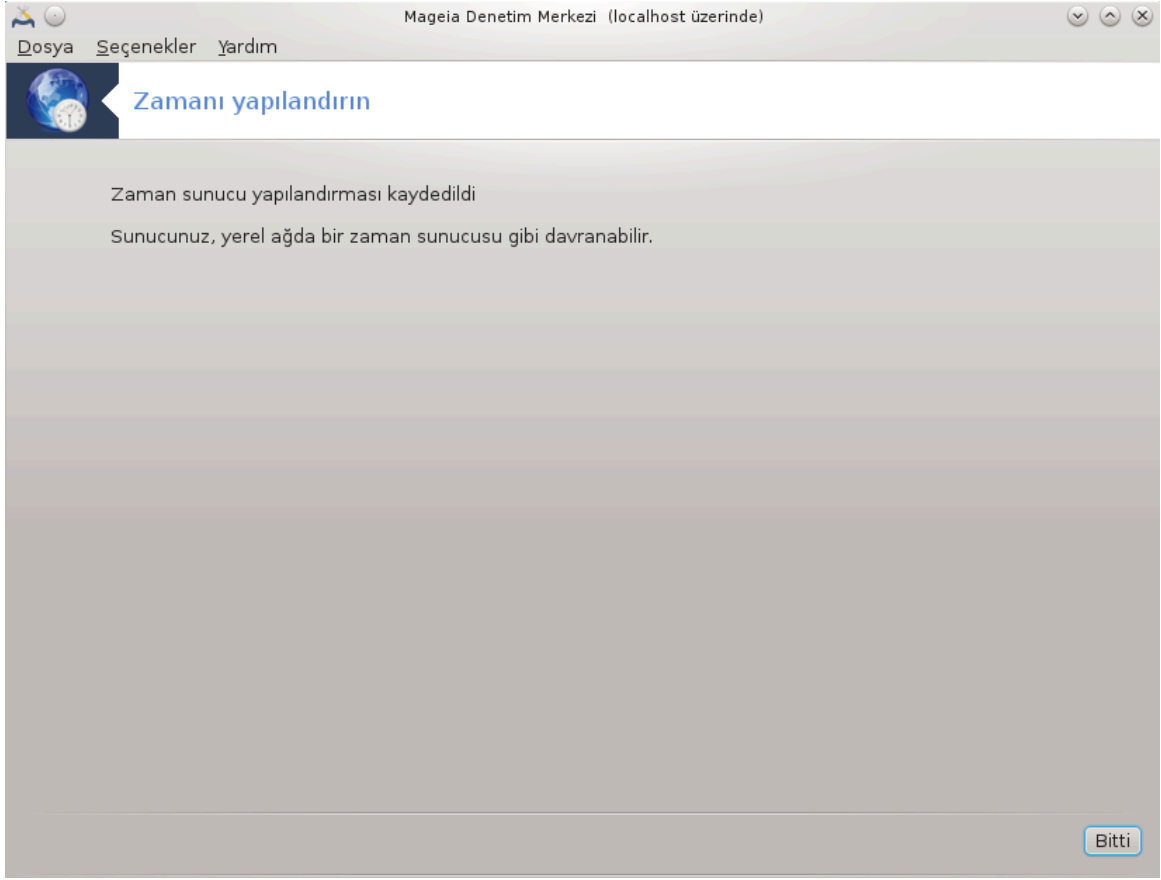 Mageia Denetim Merkezi (localhost üzerinde)
Dosya Seçenekler Yardım
Zamanı yapılandırın
Zaman sunucu yapılandırması kaydedildi
Sunucunuz, yerel ağda bir zaman sunucusu gibi davranabilir.
Bitti